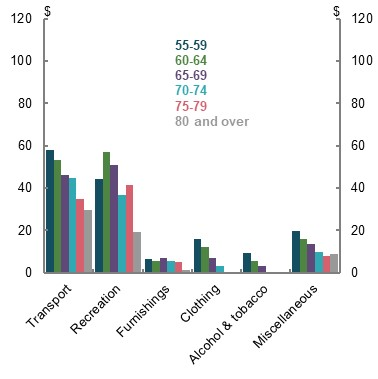 $ $
120 120
100 100
80 80
60 60
40 40
20 20
0 0
55-59
60-64
65-69
70-74
75-79
80 and over
Transport
Recreation
Furnishings
Clothing
Alcohol & tobacco
Miscellaneous